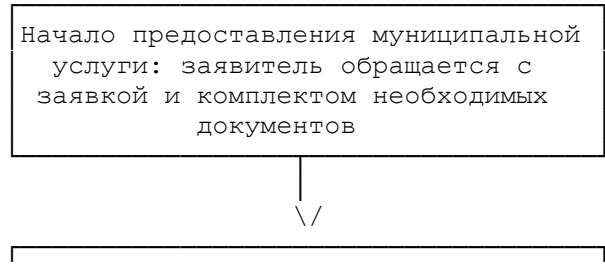 Начало предоставления муниципальной
услуги: заявитель обращается с
заявкой и комплектом необходимых
документов